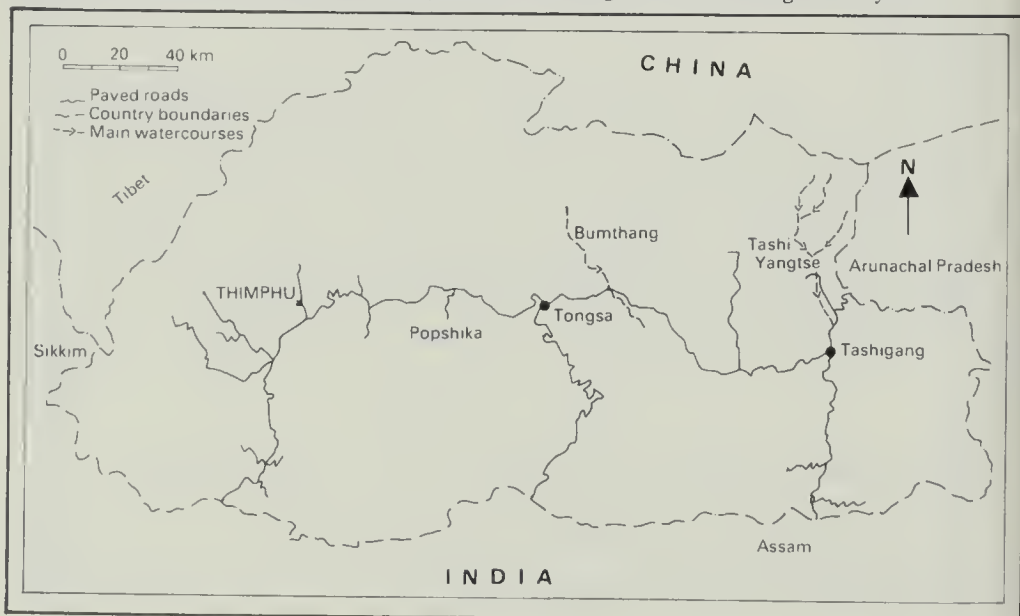 0 20 40 km
Paved roads
Country boundaries
Main watercourses
CHINA
Tibet
N
Bumthang
Tashi
Yangtse
Arunachal Pradesh
THIMPHU
Popshika
Tongsa
Sikkim
Tashigang
Assam
INDIA